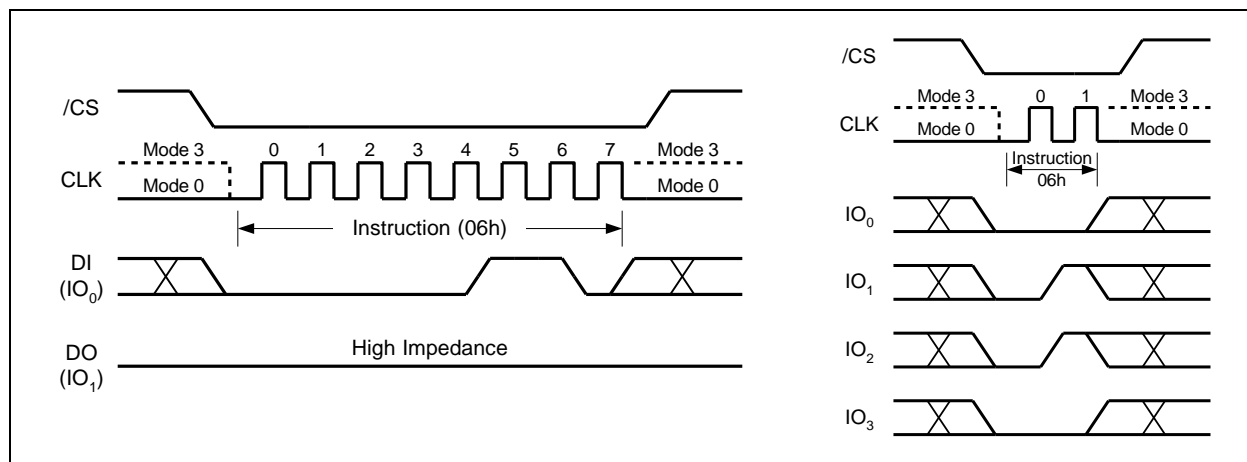 /CS
Mode 3 0 1 2 3 4 5 6 7 Mode 3
CLK Mode 0 Mode 0
Instruction (06h)
DI
(IO0)
DO
(IO1)
High Impedance
/CS
Mode 3 0 1 Mode 3
CLK Mode 0 Mode 0
Instruction
06h
IO0
IO1
IO2
IO3